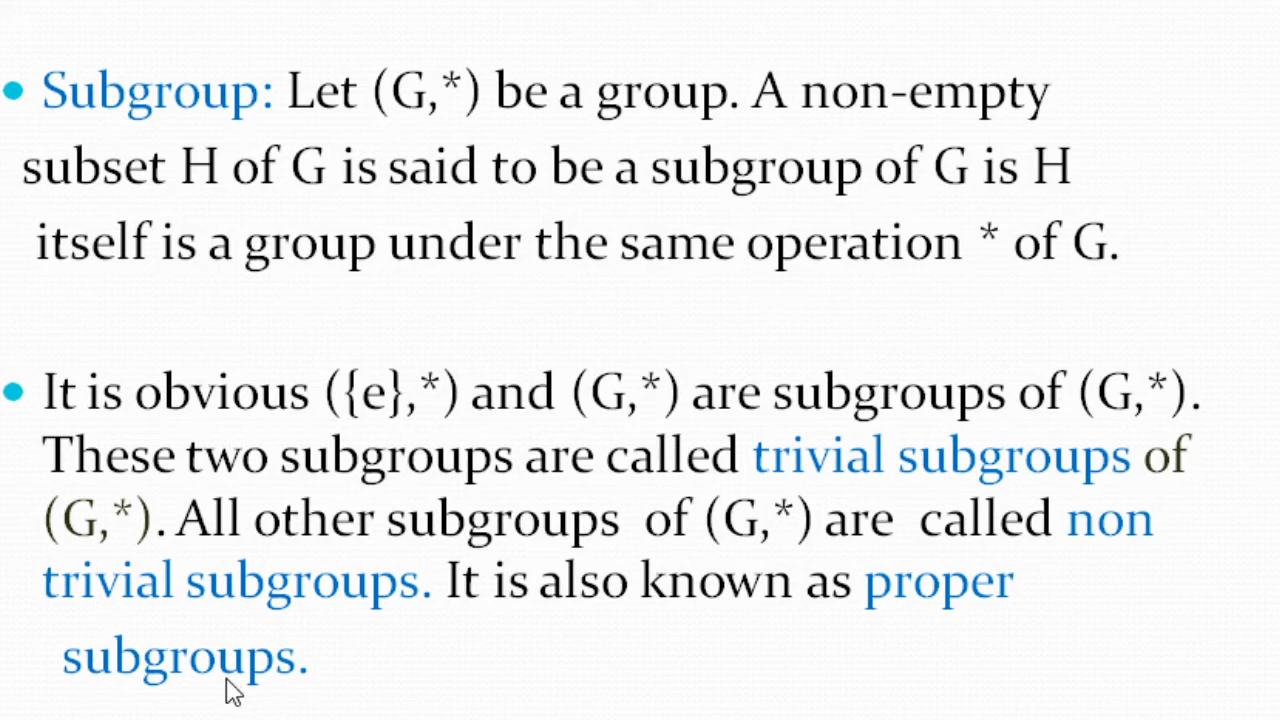 • Subgroup: Let (G,*) be a group. A non-empty
subset H of G is said to be a subgroup of G is H
itself is a group under the same operation * of G.
• It is obvious ({e},*) and (G,*) are subgroups of (G,*).
These two subgroups are called trivial subgroups of
(G,*). All other subgroups of (G,*) are called non
trivial subgroups. It is also known as proper
subgroups.